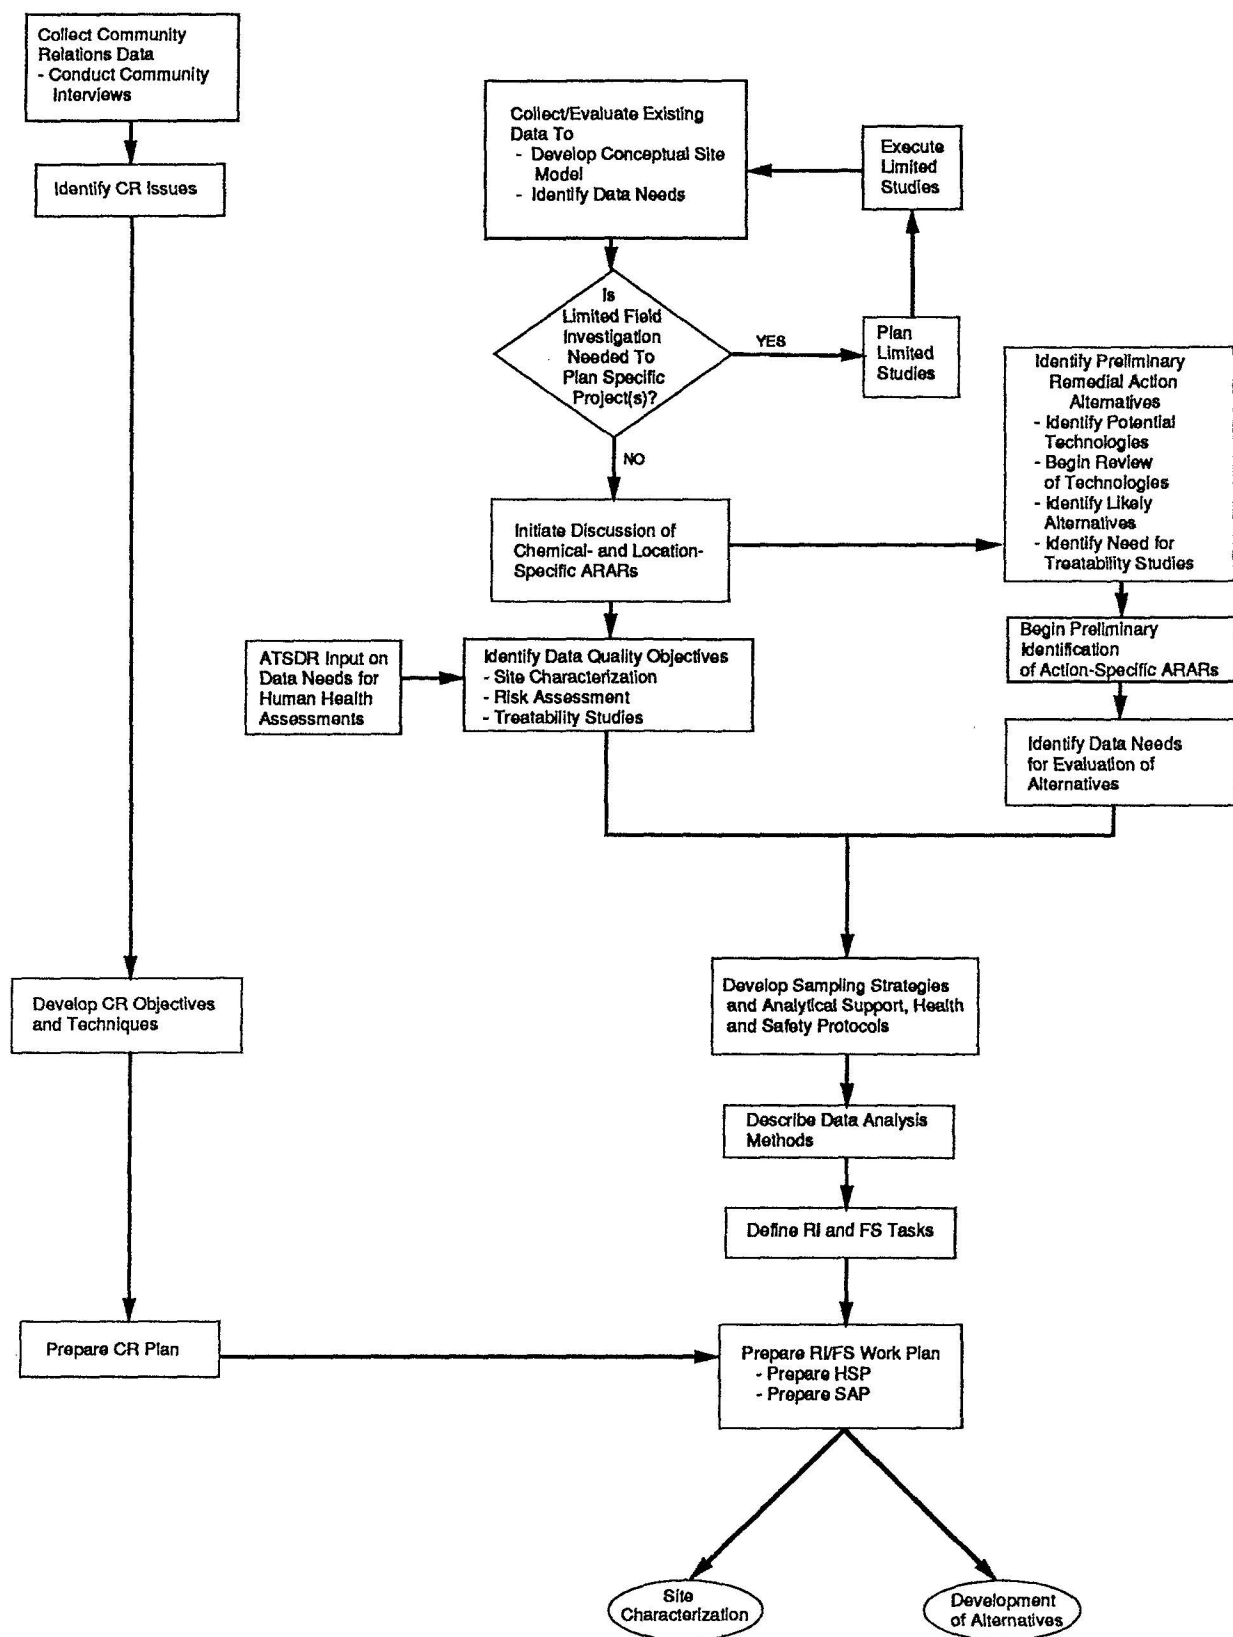 Collect Community
Relations Data
- Conduct Community
Interviews
Identify CR Issues
Collect/Evaluate Existing
Data To
- Develop Conceptual Site
Model
- Identify Data Needs
Execute
Limited
Studies
Is
Limited Field
Investigation
Needed To
Plan Specific
Project(s)?
YES
Plan
Limited
Studies
NO
Identify Preliminary
Remedial Action
Alternatives
- Identify Potential
Technologies
- Begin Review
of Technologies
- Identify Likely
Alternatives
- Identify Need for
Treatability Studies
Initiate Discussion of
Chemical- and Location-
Specific ARARs
Begin Preliminary
Identification
of Action-Specific ARARs
ATSDR Input on
Data Needs for
Human Health
Assessments
Identify Data Quality Objectives
- Site Characterization
- Risk Assessment
- Treatability Studies
Identify Data Needs
for Evaluation of
Alternatives
Develop CR Objectives
and Techniques
Develop Sampling Strategies
and Analytical Support, Health
and Safety Protocols
Describe Data Analysis
Methods
Define RI and FS Tasks
Prepare CR Plan
Prepare RI/FS Work Plan
- Prepare HSP
- Prepare SAP
Site
Characterization
Development
of Alternatives